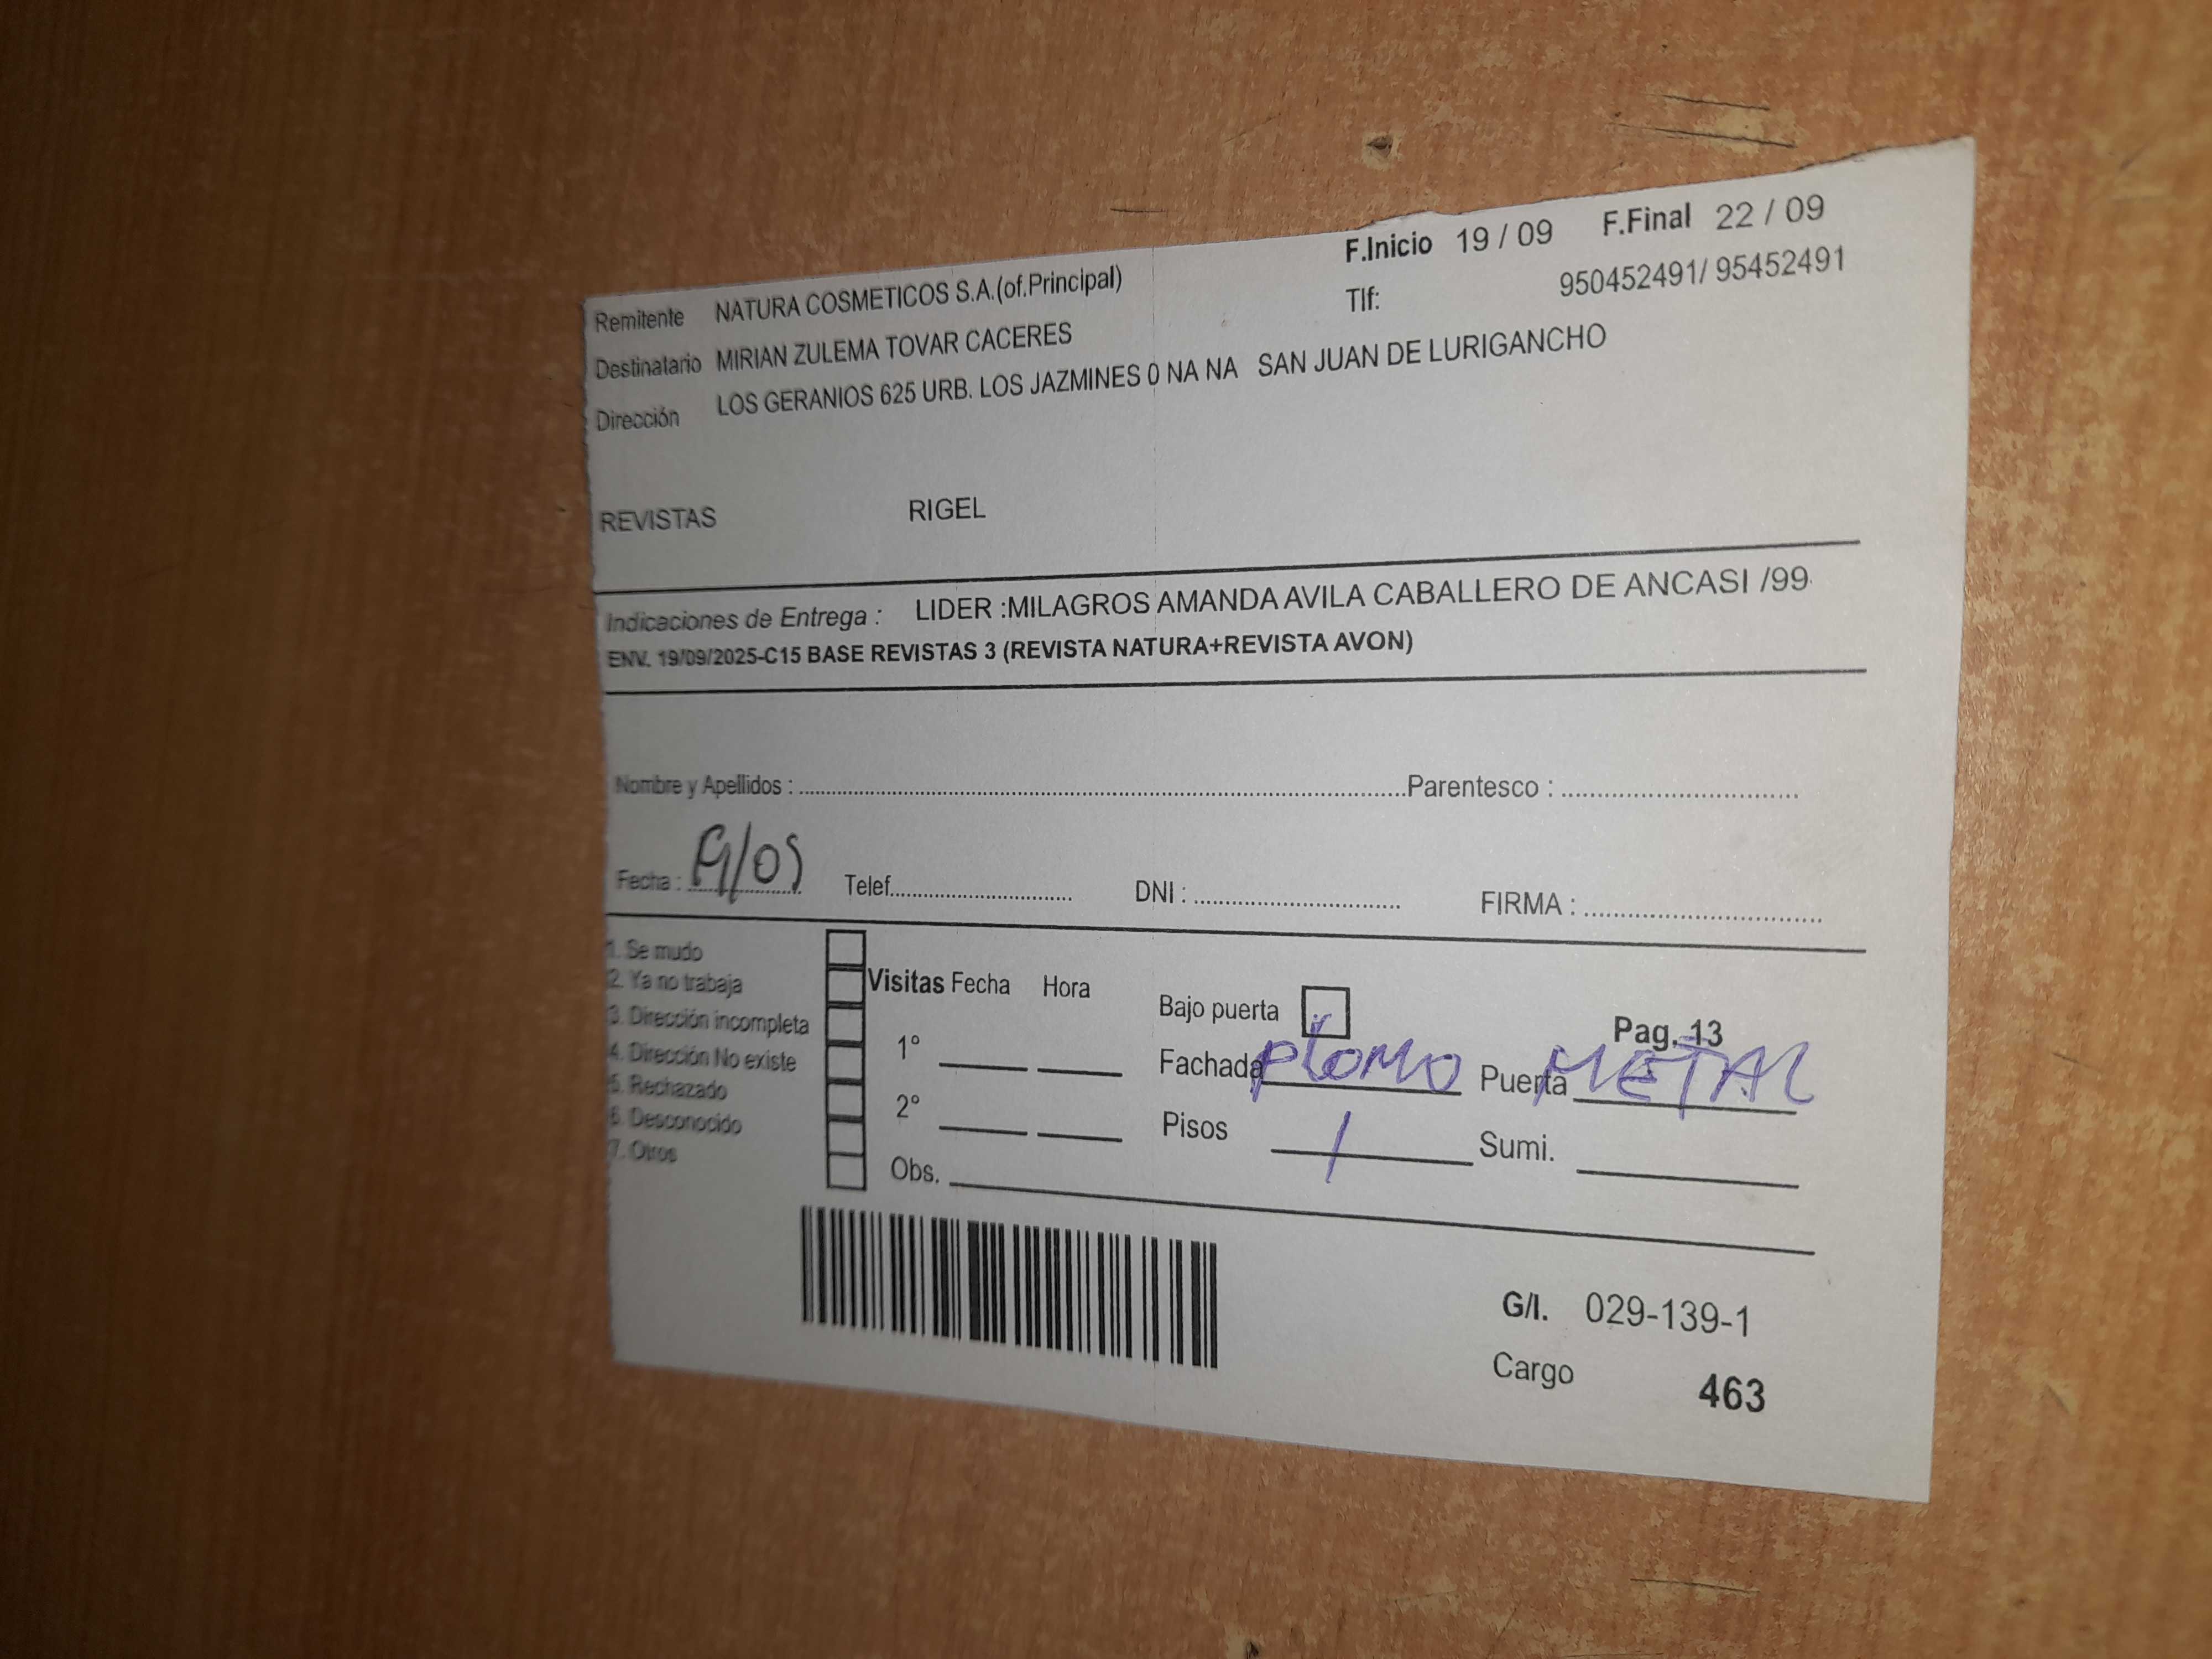 F.Inicio 19 / 09 F.Final 22 / 09
Remitente NATURA COSMETICOS S.A.(of.Principal) Tlf: 950452491/ 95452491
Destinatario MIRIAN ZULEMA TOVAR CACERES
Dirección LOS GERANIOS 625 URB. LOS JAZMINES 0 NA NA SAN JUAN DE LURIGANCHO
REVISTAS RIGEL
Indicaciones de Entrega : LIDER :MILAGROS AMANDA AVILA CABALLERO DE ANCASI /99
ENV. 19/09/2025-C15 BASE REVISTAS 3 (REVISTA NATURA+REVISTA AVON)
Nombre y Apellidos : Parentesco :
Fecha : Telef. DNI : FIRMA :
1. Se mudo
2. Ya no trabaja
3. Dirección incompleta
4. Dirección No existe
5. Rechazado
6. Desconocido
7. Otros
Visitas Fecha Hora
1°
2°
Obs.
Bajo puerta Pag. 13
Fachada PLOMO Puerta METAL
Pisos 1 Sumi.
G/I. 029-139-1
Cargo 463